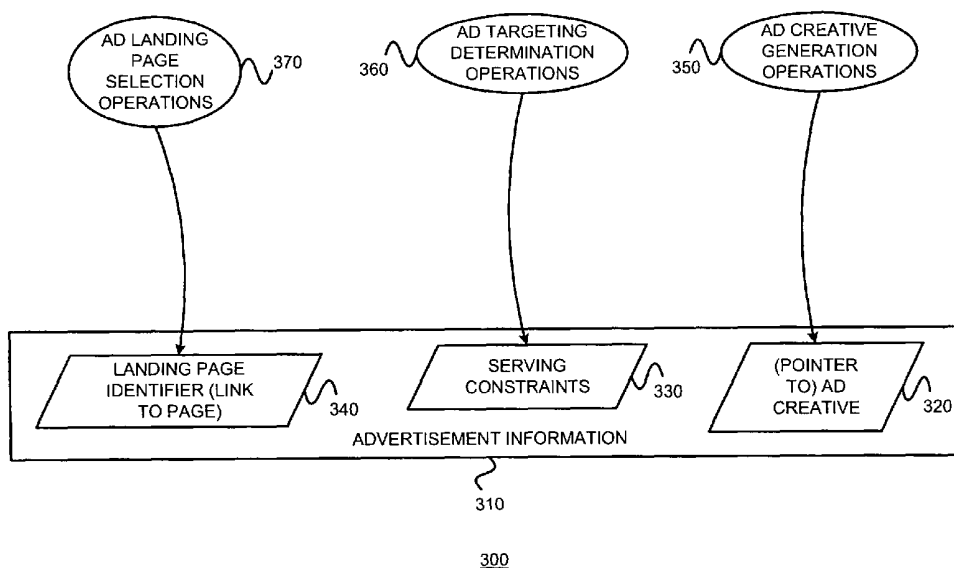 AD LANDING
PAGE
SELECTION
OPERATIONS
370
360
AD TARGETING
DETERMINATION
OPERATIONS
350
AD CREATIVE
GENERATION
OPERATIONS
LANDING PAGE
IDENTIFIER (LINK
TO PAGE)
340
SERVING
CONSTRAINTS
330
(POINTER
TO) AD
CREATIVE
320
ADVERTISEMENT INFORMATION
310
300